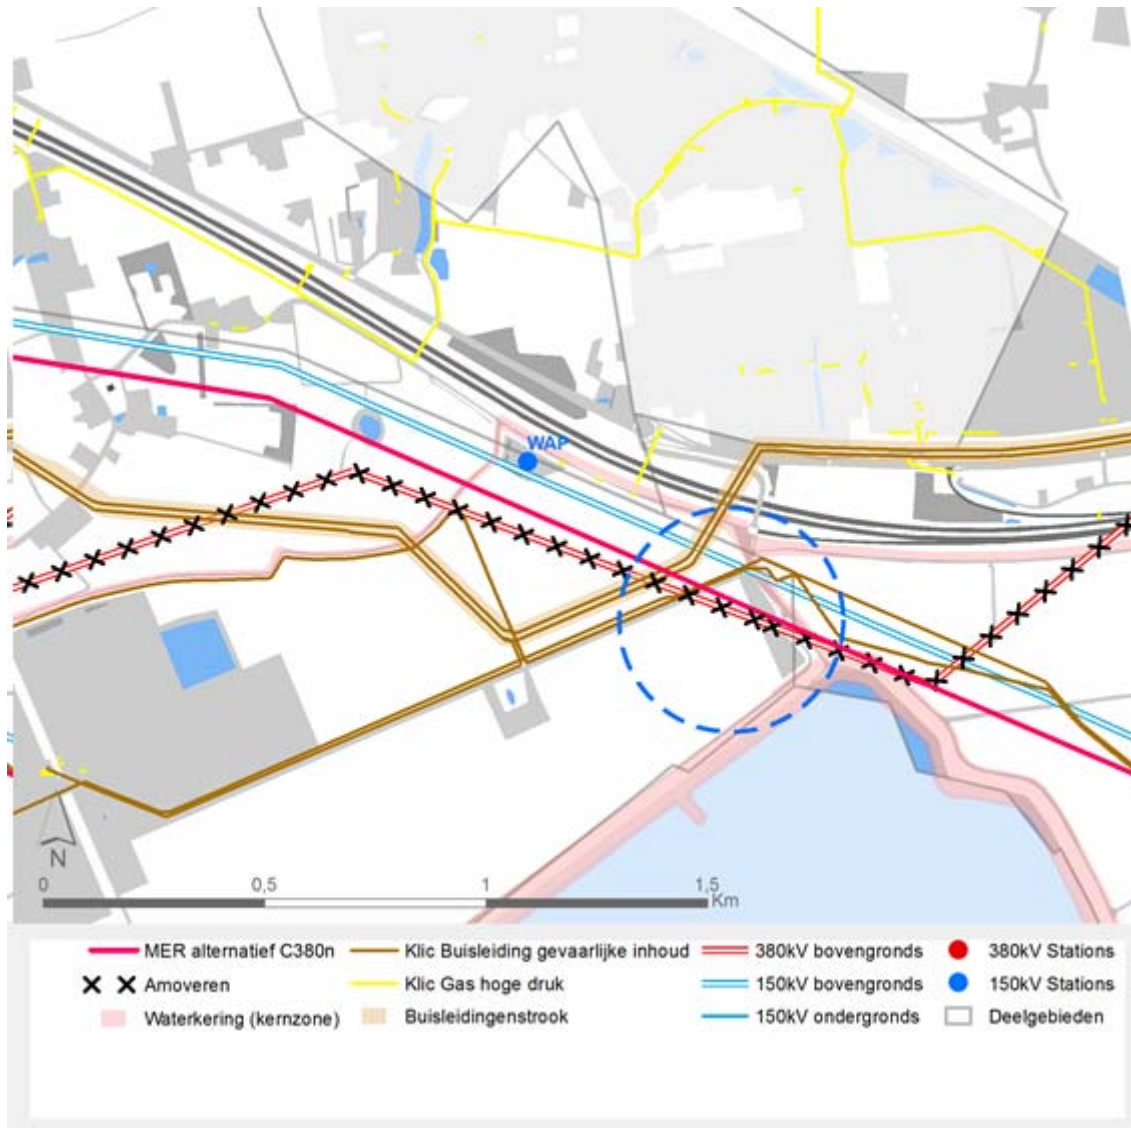 WAP
N
0 0,5 1 1,5
Km
MER alternatief C380n Klic Buisleiding gevaarlijke inhoud 380kV bovengronds 380kV Stations
Amoveren Klic Gas hoge druk 150kV bovengronds 150kV Stations
Waterkering (kernzone) Buisleidingenstrook 150kV ondergronds Deelgebieden